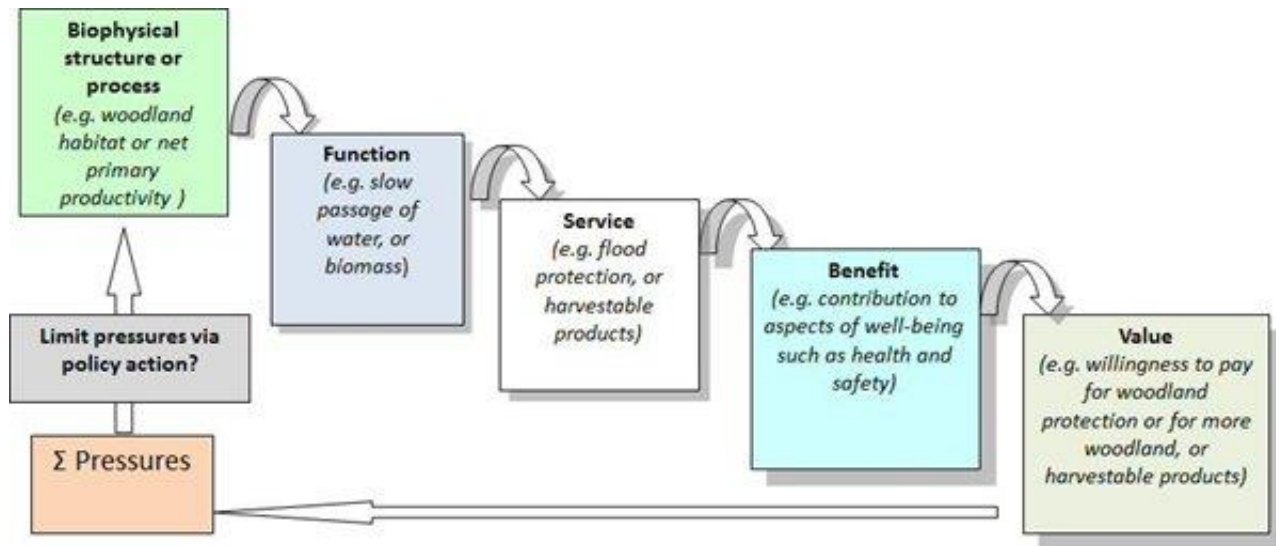 Biophysical
structure or
process
(e.g. woodland
habitat or net
primary
productivity )
Function
(e.g. slow
passage of
water, or
biomass)
Service
(e.g. flood
protection, or
harvestable
products)
Benefit
(e.g. contribution to
aspects of well-being
such as health and
safety)
Value
(e.g. willingness to pay
for woodland
protection or for more
woodland, or
harvestable products)
Limit pressures via
policy action?
Σ Pressures